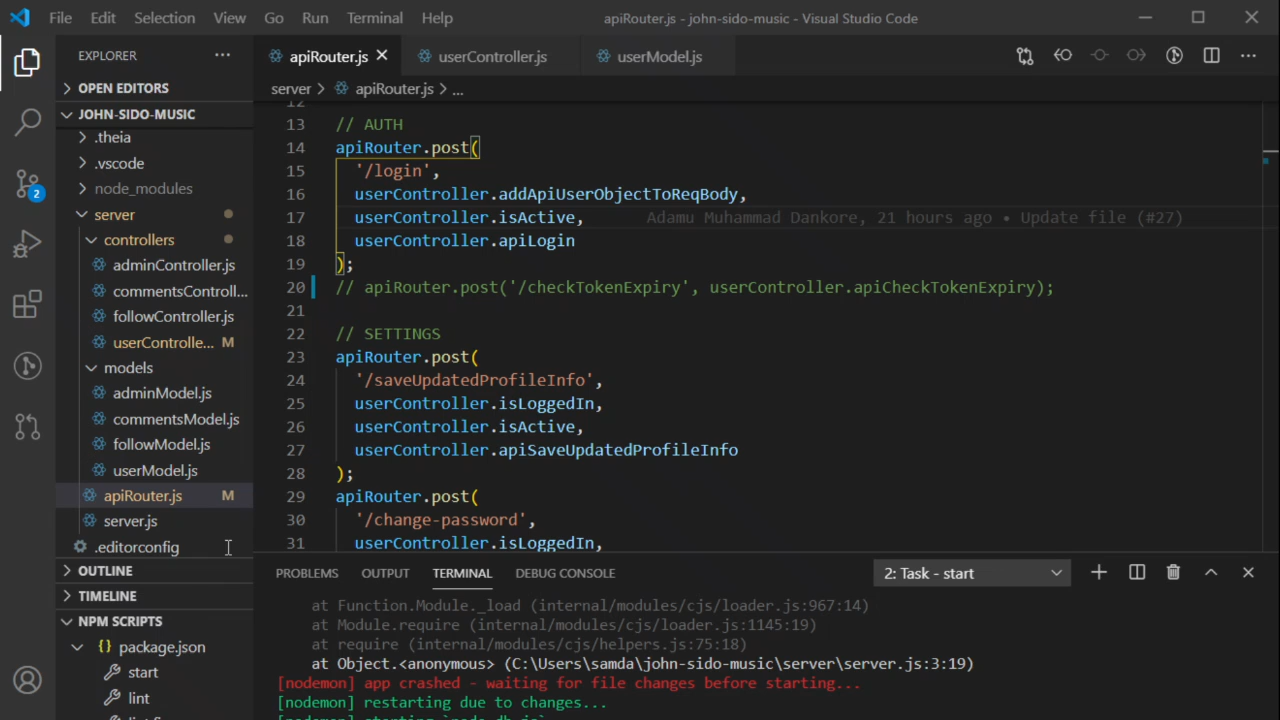 File Edit Selection View Go Run Terminal Help apiRouter.js - john-sido-music - Visual Studio Code
EXPLORER
OPEN EDITORS
JOHN-SIDO-MUSIC
.theia
.vscode
node_modules
server
controllers
adminController.js
commentsControll...
followController.js
userControlle... M
models
adminModel.js
commentsModel.js
followModel.js
userModel.js
apiRouter.js M
server.js
.editorconfig
OUTLINE
TIMELINE
NPM SCRIPTS
{} package.json
start
lint
2
apiRouter.js userController.js userModel.js
server > apiRouter.js > ...
12
13 // AUTH
14 apiRouter.post(
15 '/login',
16 userController.addApiUserObjectToReqBody,
17 userController.isActive, Adamu Muhammad Dankore, 21 hours ago • Update file (#27)
18 userController.apiLogin
19 );
20 // apiRouter.post('/checkTokenExpiry', userController.apiCheckTokenExpiry);
21
22 // SETTINGS
23 apiRouter.post(
24 '/saveUpdatedProfileInfo',
25 userController.isLoggedIn,
26 userController.isActive,
27 userController.apiSaveUpdatedProfileInfo
28 );
29 apiRouter.post(
30 '/change-password',
31 userController.isLoggedIn,
PROBLEMS OUTPUT TERMINAL DEBUG CONSOLE 2: Task - start
at Function.Module._load (internal/modules/cjs/loader.js:967:14)
at Module.require (internal/modules/cjs/loader.js:1145:19)
at require (internal/modules/cjs/helpers.js:75:18)
at Object.<anonymous> (C:\Users\samda\john-sido-music\server\server.js:3:19)
[nodemon] app crashed - waiting for file changes before starting...
[nodemon] restarting due to changes...
[nodemon] starting `node db.js`